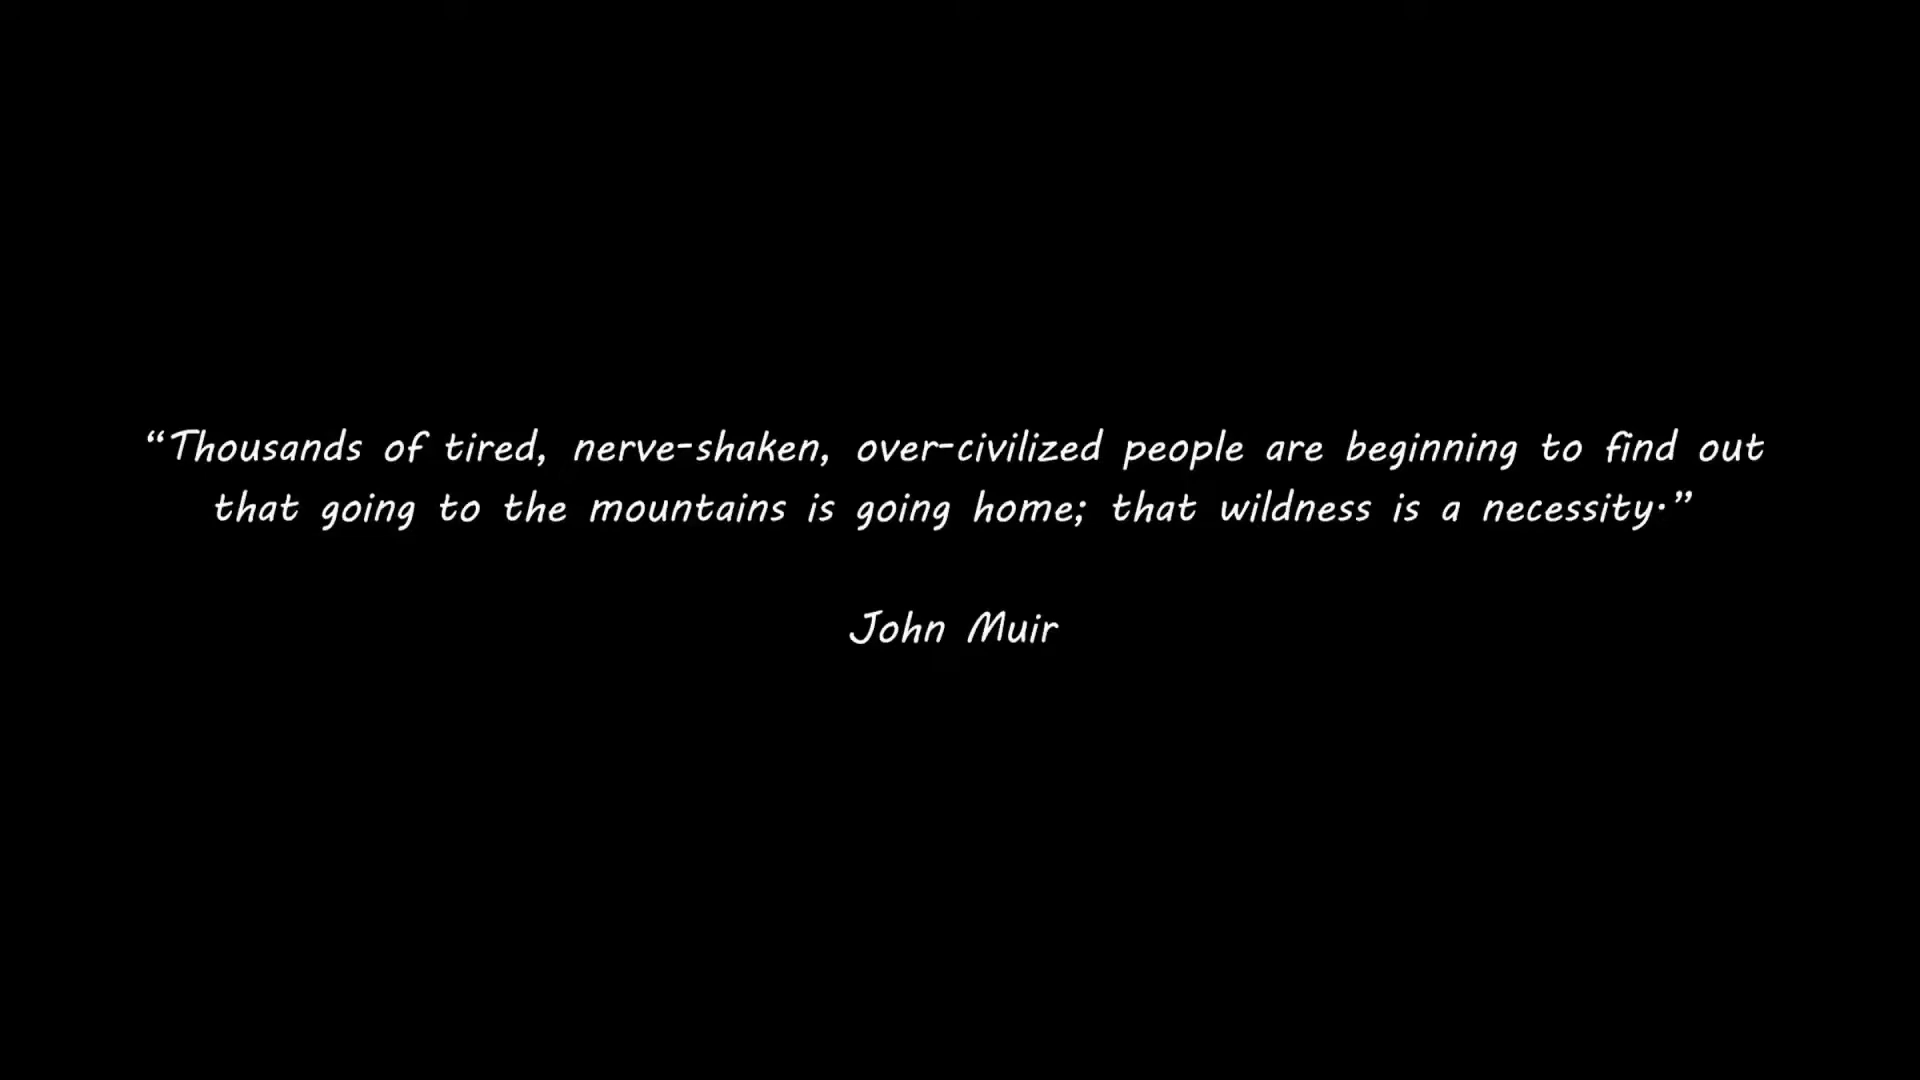 “Thousands of tired, nerve-shaken, over-civilized people are beginning to find out
that going to the mountains is going home; that wildness is a necessity.”
John Muir